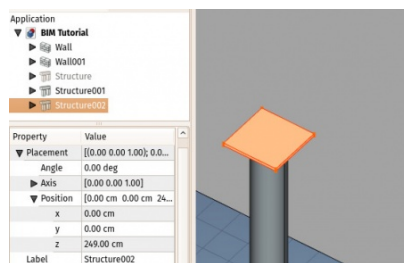 Application
BIM Tutorial
Wall
Wall001
Structure
Structure001
Structure002
Property Value
Placement [(0.00 0.00 1.00); 0.0...
Angle 0.00 deg
Axis [0.00 0.00 1.00]
Position [0.00 cm 0.00 cm 24...
x 0.00 cm
y 0.00 cm
z 249.00 cm
Label Structure002